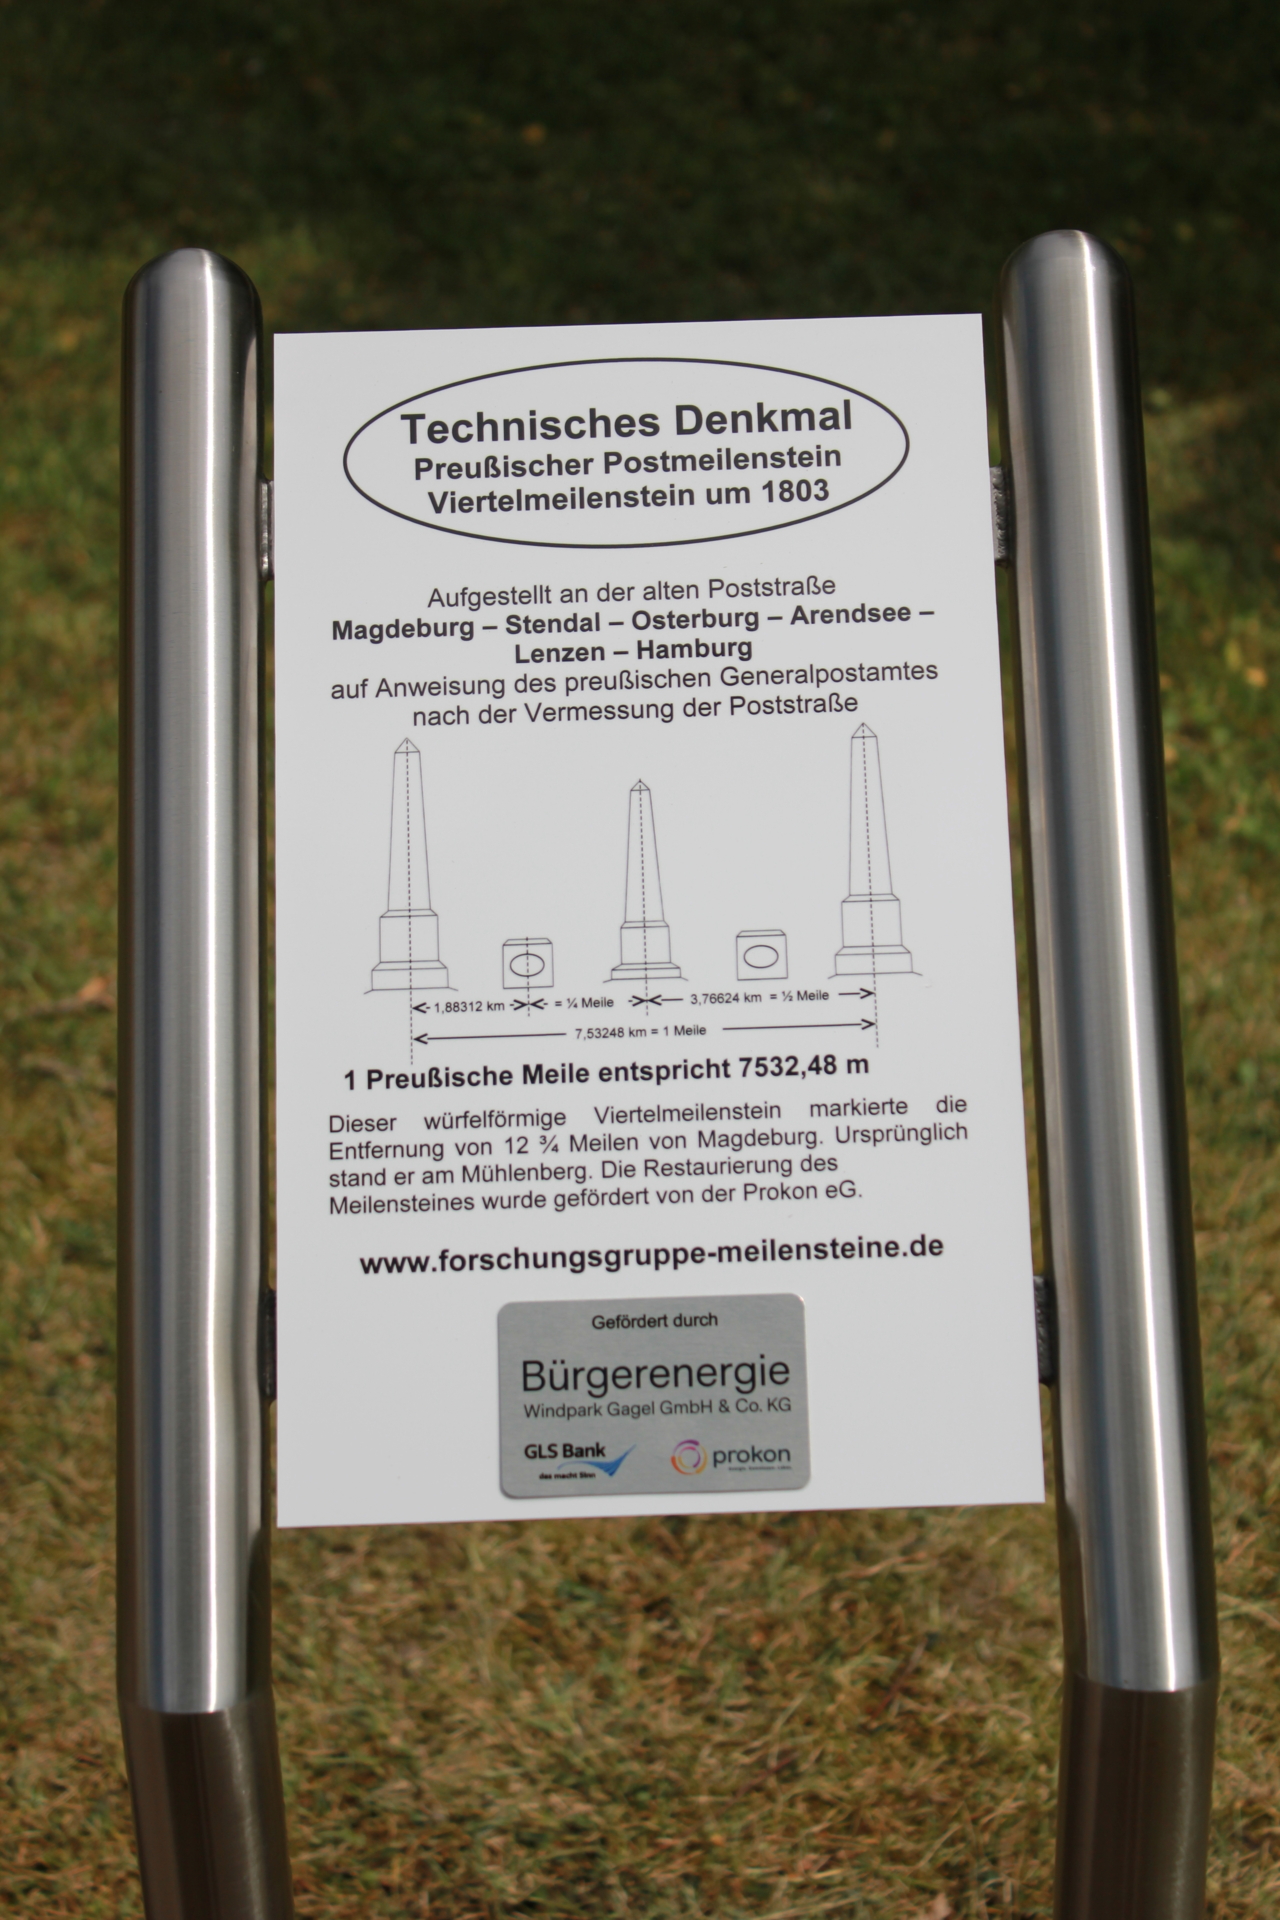 Technisches Denkmal
Preußischer Postmeilenstein
Viertelmeilenstein um 1803
Aufgestellt an der alten Poststraße
Magdeburg – Stendal – Osterburg – Arendsee –
Lenzen – Hamburg
auf Anweisung des preußischen Generalpostamtes
nach der Vermessung der Poststraße
1,88312 km = ¼ Meile 3,76624 km = ½ Meile
7,53248 km = 1 Meile
1 Preußische Meile entspricht 7532,48 m
Dieser würfelförmige Viertelmeilenstein markierte die
Entfernung von 12 ¾ Meilen von Magdeburg. Ursprünglich
stand er am Mühlenberg. Die Restaurierung des
Meilensteines wurde gefördert von der Prokon eG.
www.forschungsgruppe-meilensteine.de
Gefördert durch
Bürgerenergie
Windpark Gagel GmbH & Co. KG
GLS Bank prokon
das macht Sinn